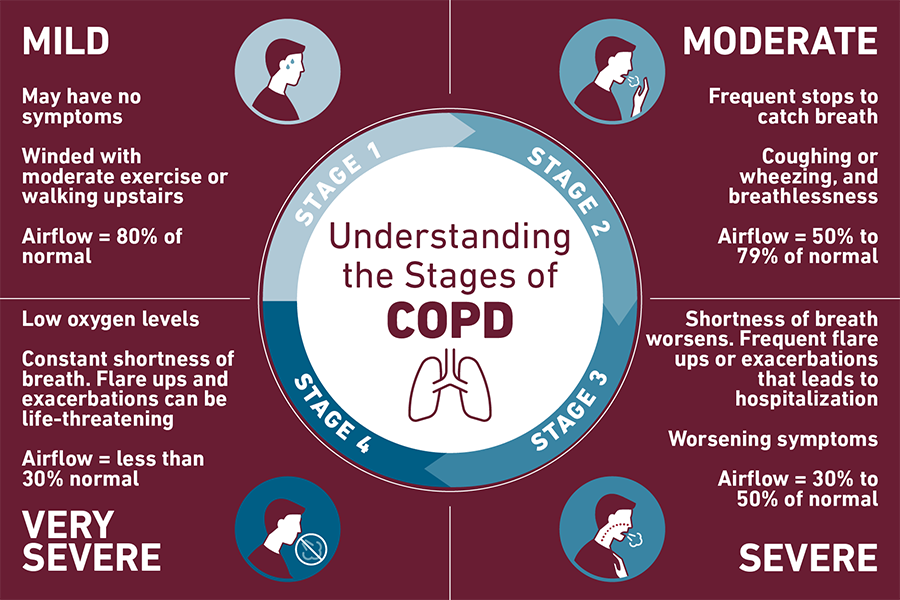 MILD
May have no
symptoms
Winded with
moderate exercise or
walking upstairs
Airflow = 80% of
normal
MODERATE
Frequent stops to
catch breath
Coughing or
wheezing, and
breathlessness
Airflow = 50% to
79% of normal
STAGE 1
STAGE 2
Understanding
the Stages of
COPD
STAGE 3
STAGE 4
Shortness of breath
worsens. Frequent flare
ups or exacerbations
that leads to
hospitalization
Worsening symptoms
Airflow = 30% to
50% of normal
SEVERE
Low oxygen levels
Constant shortness of
breath. Flare ups and
exacerbations can be
life-threatening
Airflow = less than
30% normal
VERY
SEVERE